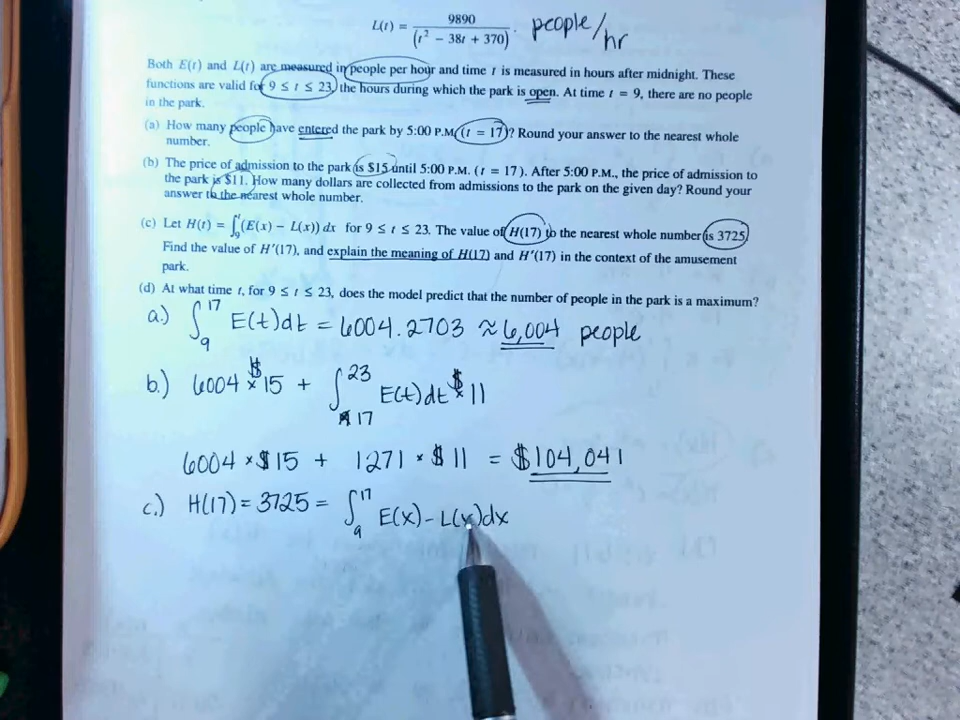 L(t) = 9890 / (t² − 38t + 370) . people/hr
Both E(t) and L(t) are measured in people per hour and time t is measured in hours after midnight. These
functions are valid for 9 ≤ t ≤ 23, the hours during which the park is open. At time t = 9, there are no people
in the park.
(a) How many people have entered the park by 5:00 P.M. (t = 17)? Round your answer to the nearest whole
number.
(b) The price of admission to the park is $15 until 5:00 P.M. (t = 17). After 5:00 P.M., the price of admission to
the park is $11. How many dollars are collected from admissions to the park on the given day? Round your
answer to the nearest whole number.
(c) Let H(t) = ∫₉ᵗ (E(x) − L(x)) dx for 9 ≤ t ≤ 23. The value of H(17) to the nearest whole number is 3725.
Find the value of H′(17), and explain the meaning of H(17) and H′(17) in the context of the amusement
park.
(d) At what time t, for 9 ≤ t ≤ 23, does the model predict that the number of people in the park is a maximum?
a.) ∫₉¹⁷ E(t)dt = 6004.2703 ≈ 6,004 people
b.) 6004 × $15 + ∫₁₇²³ E(t)dt × $11
6004 × $15 + 1271 × $11 = $104,041
c.) H(17) = 3725 = ∫₉¹⁷ E(x) − L(x)dx